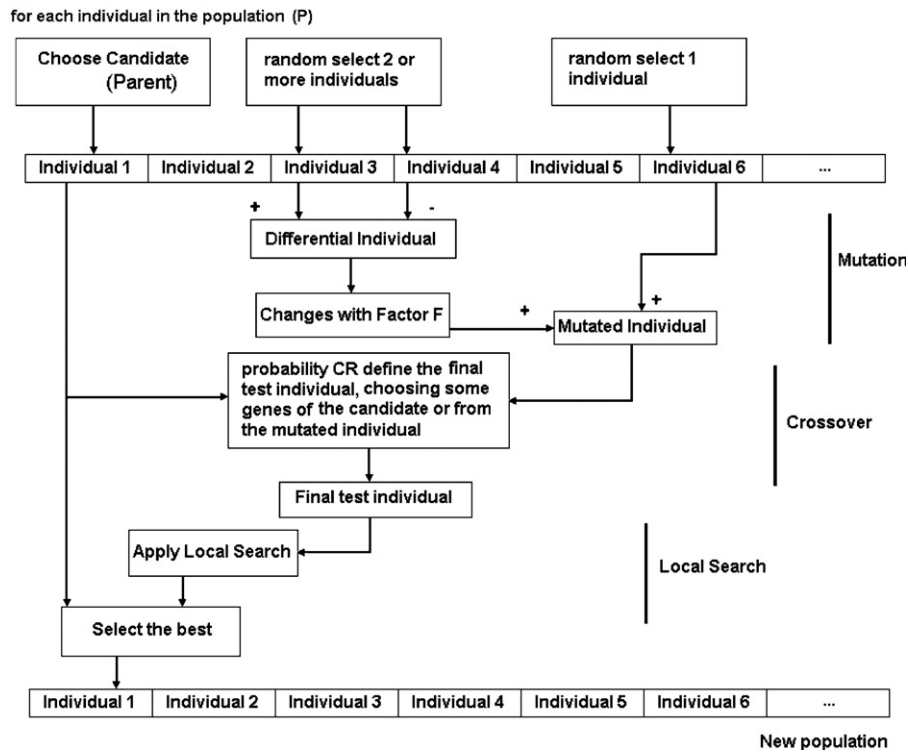 for each individual in the population (P)
Choose Candidate
(Parent)
random select 2 or
more individuals
random select 1
individual
Individual 1
Individual 2
Individual 3
Individual 4
Individual 5
Individual 6
...
+
-
Differential Individual
Mutation
Changes with Factor F
+
+
Mutated Individual
probability CR define the final
test individual, choosing some
genes of the candidate or from
the mutated individual
Crossover
Final test individual
Apply Local Search
Local Search
Select the best
Individual 1
Individual 2
Individual 3
Individual 4
Individual 5
Individual 6
...
New population